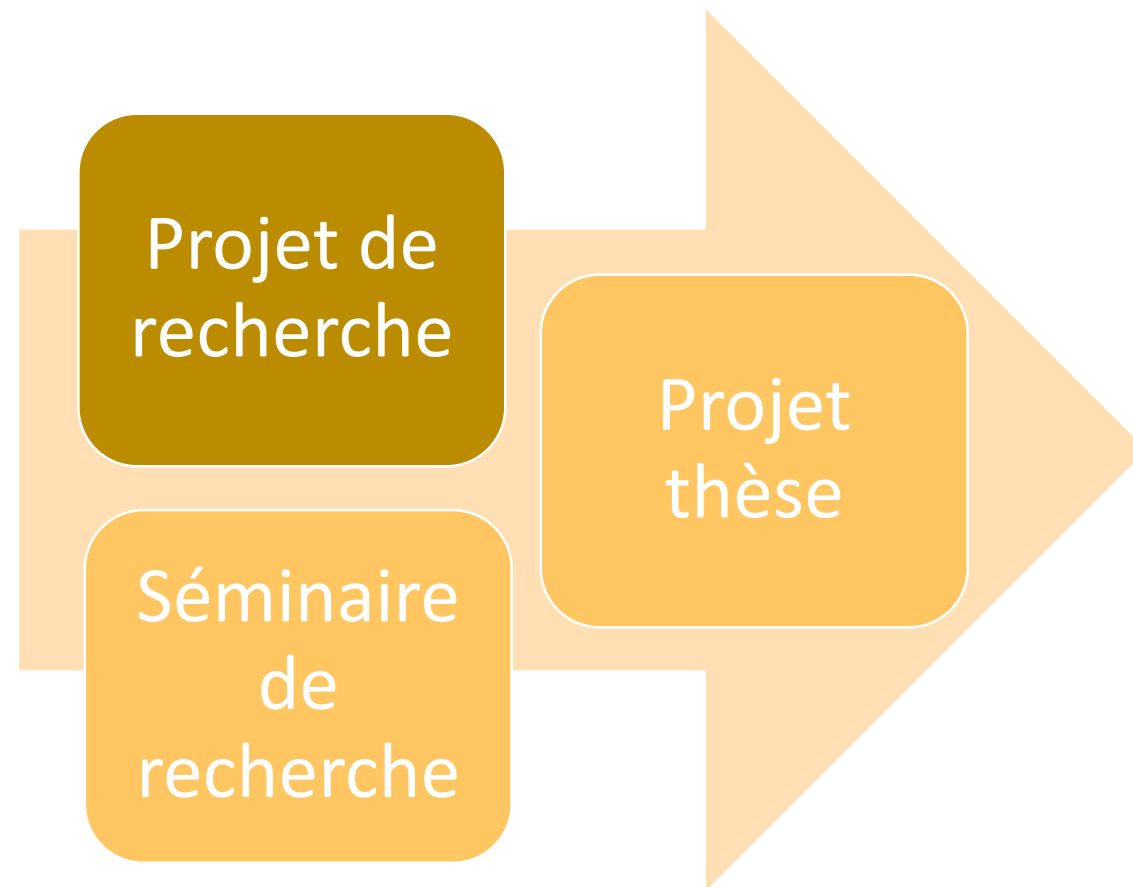 Projet de
recherche
Projet
thèse
Séminaire
de
recherche